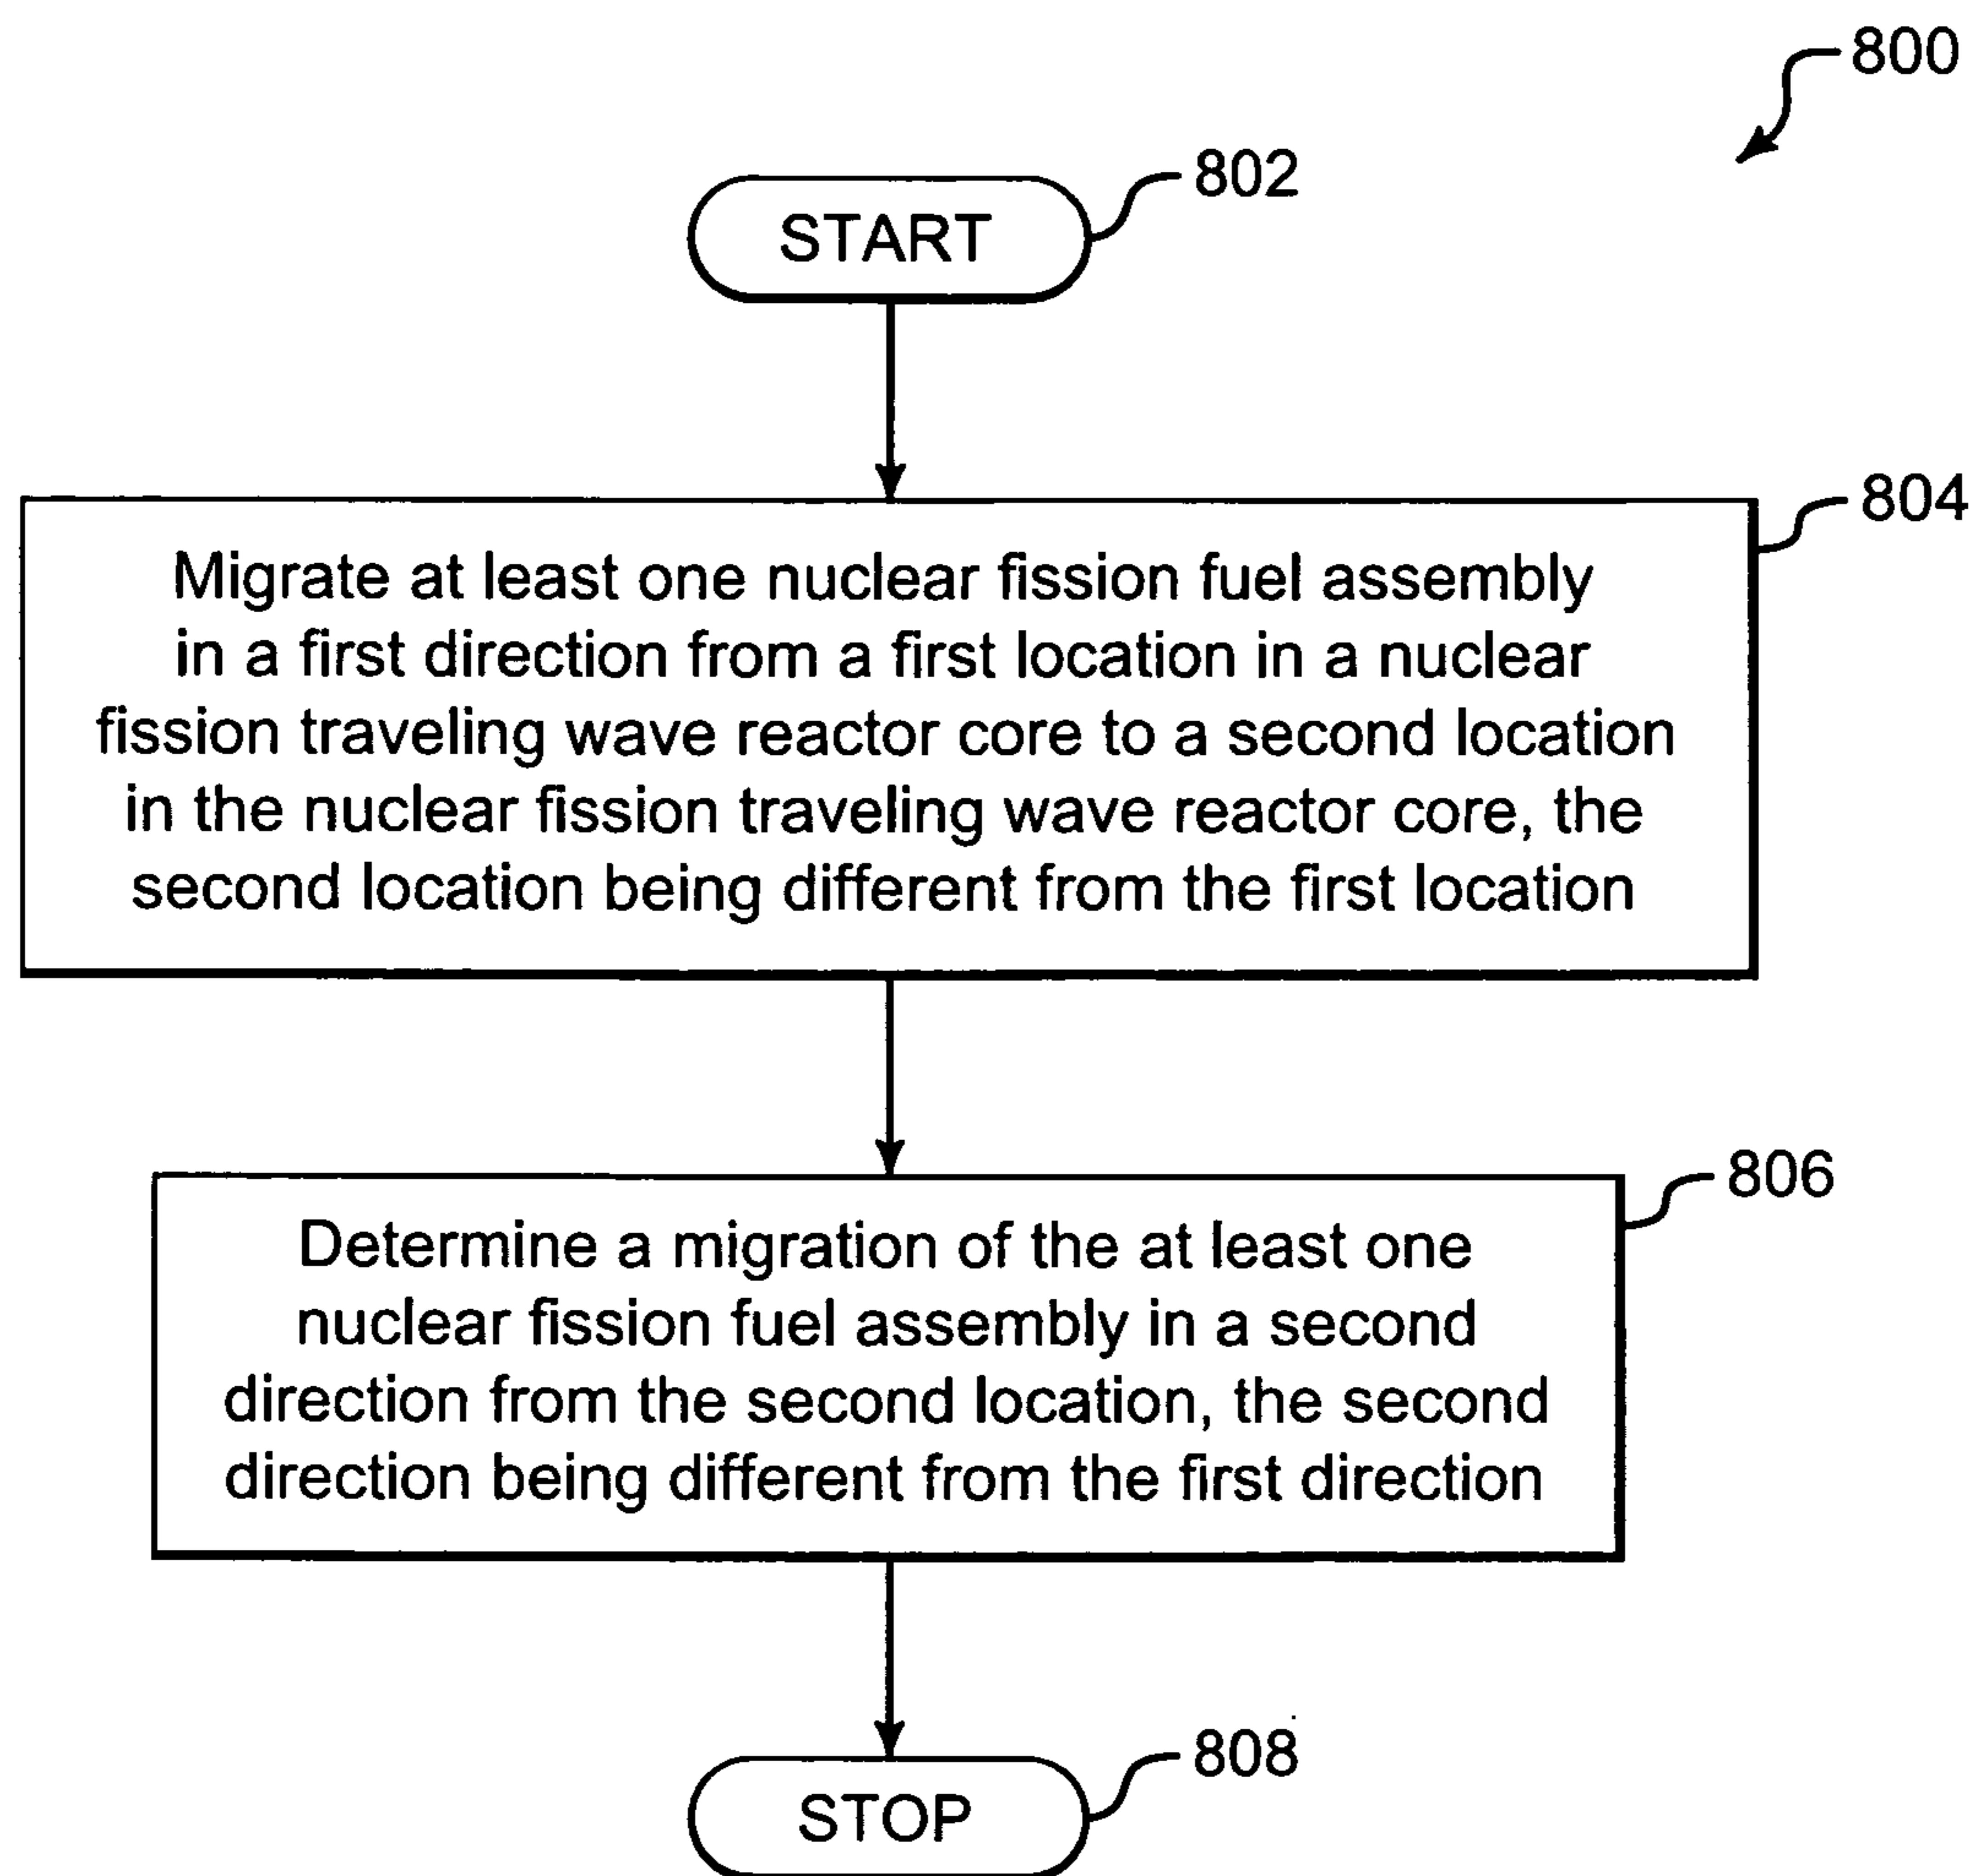 800
802
START
804
Migrate at least one nuclear fission fuel assembly
in a first direction from a first location in a nuclear
fission traveling wave reactor core to a second location
in the nuclear fission traveling wave reactor core, the
second location being different from the first location
806
Determine a migration of the at least one
nuclear fission fuel assembly in a second
direction from the second location, the second
direction being different from the first direction
808
STOP